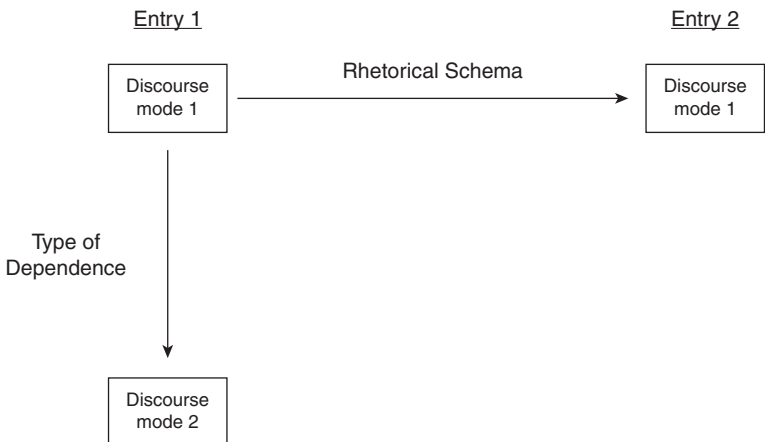 Entry 1
Entry 2
Discourse
mode 1
Rhetorical Schema
Discourse
mode 1
Type of
Dependence
Discourse
mode 2